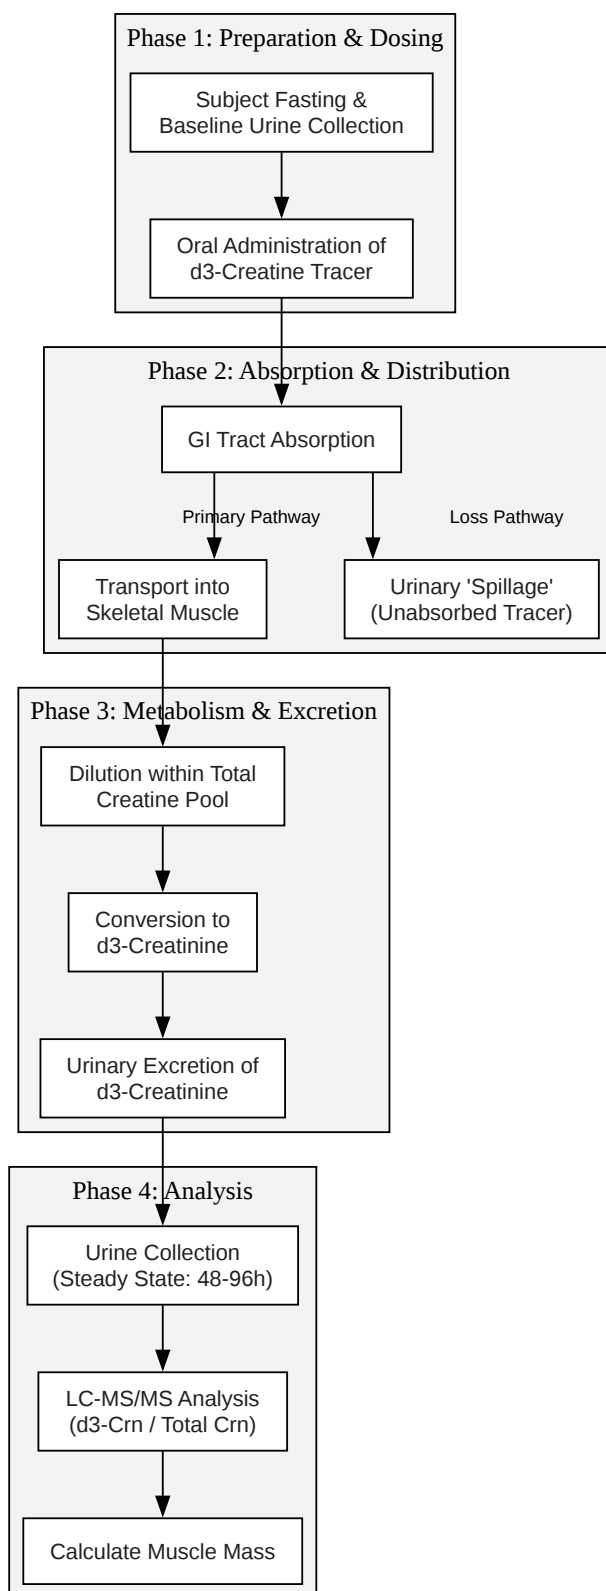 Phase 1: Preparation & Dosing
Subject Fasting &
Baseline Urine Collection
Oral Administration of
d3-Creatine Tracer
Phase 2: Absorption & Distribution
GI Tract Absorption
Primary Pathway
Loss Pathway
Transport into
Skeletal Muscle
Urinary 'Spillage'
(Unabsorbed Tracer)
Phase 3: Metabolism & Excretion
Dilution within Total
Creatine Pool
Conversion to
d3-Creatinine
Urinary Excretion of
d3-Creatinine
Phase 4: Analysis
Urine Collection
(Steady State: 48-96h)
LC-MS/MS Analysis
(d3-Crn / Total Crn)
Calculate Muscle Mass